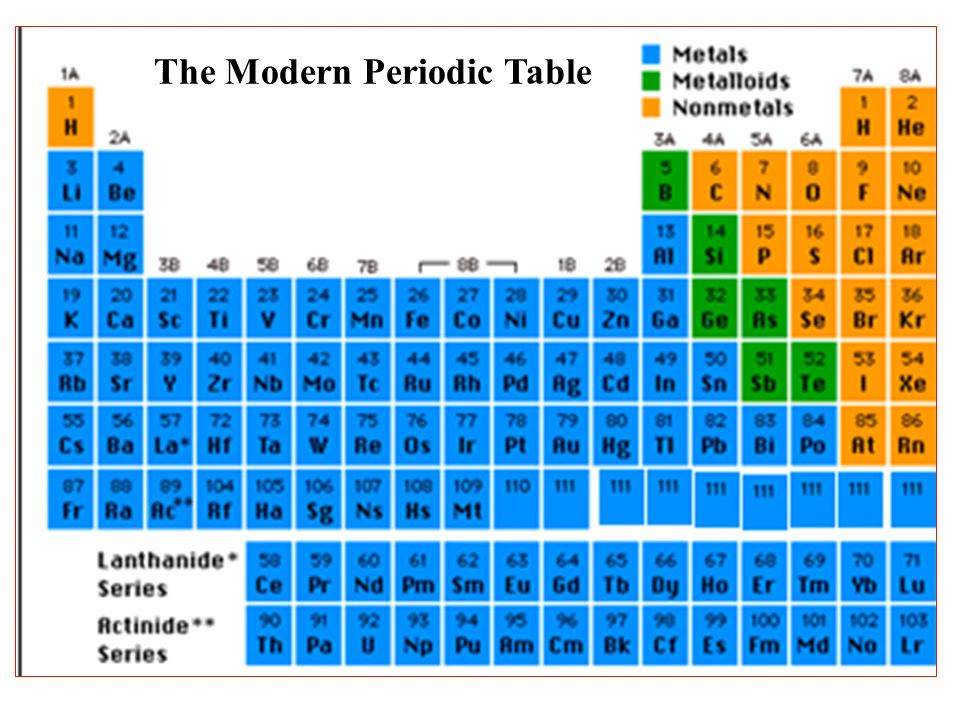 The Modern Periodic Table
Metals
Metalloids
Nonmetals
1A 7A 8A
1 1 2
H H He
2A 3A 4A 5A 6A
3 4 5 6 7 8 9 10
Li Be B C N O F Ne
11 12 13 14 15 16 17 18
Na Mg Al Si P S Cl Ar
3B 4B 5B 6B 7B 8B 1B 2B
19 20 21 22 23 24 25 26 27 28 29 30 31 32 33 34 35 36
K Ca Sc Ti V Cr Mn Fe Co Ni Cu Zn Ga Ge As Se Br Kr
37 38 39 40 41 42 43 44 45 46 47 48 49 50 51 52 53 54
Rb Sr Y Zr Nb Mo Tc Ru Rh Pd Ag Cd In Sn Sb Te I Xe
55 56 57 72 73 74 75 76 77 78 79 80 81 82 83 84 85 86
Cs Ba La* Hf Ta W Re Os Ir Pt Au Hg Tl Pb Bi Po At Rn
87 88 89 104 105 106 107 108 109 110 111 111 111 111 111 111 111 111
Fr Ra Ac** Rf Ha Sg Ns Hs Mt
Lanthanide* 58 59 60 61 62 63 64 65 66 67 68 69 70 71
Series Ce Pr Nd Pm Sm Eu Gd Tb Dy Ho Er Tm Yb Lu
Actinide** 90 91 92 93 94 95 96 97 98 99 100 101 102 103
Series Th Pa U Np Pu Am Cm Bk Cf Es Fm Md No Lr